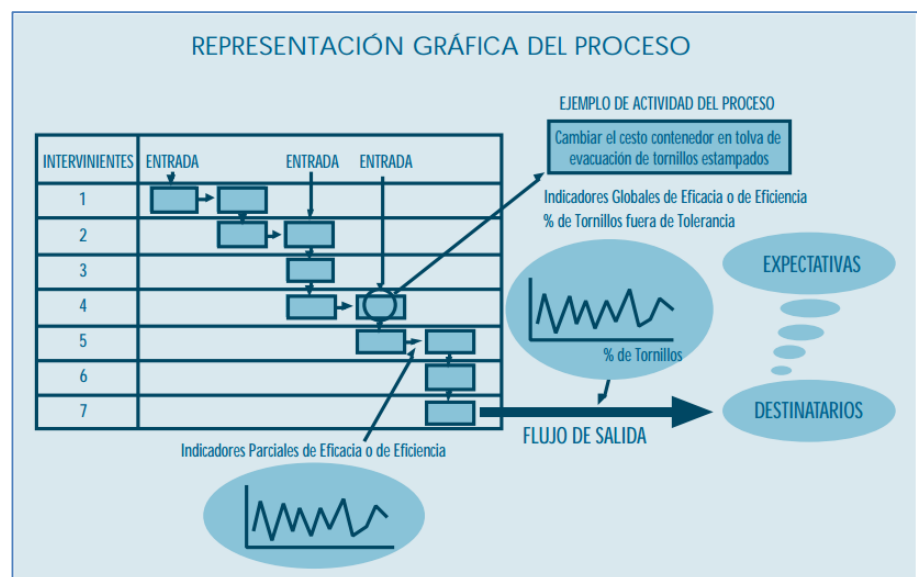 REPRESENTACIÓN GRÁFICA DEL PROCESO
EJEMPLO DE ACTIVIDAD DEL PROCESO
Cambiar el cesto contenedor en tolva de
evacuación de tornillos estampados
INTERVINIENTES ENTRADA ENTRADA ENTRADA
1
2
3
4
5
6
7
Indicadores Globales de Eficacia o de Eficiencia
% de Tornillos fuera de Tolerancia
% de Tornillos
EXPECTATIVAS
DESTINATARIOS
FLUJO DE SALIDA
Indicadores Parciales de Eficacia o de Eficiencia